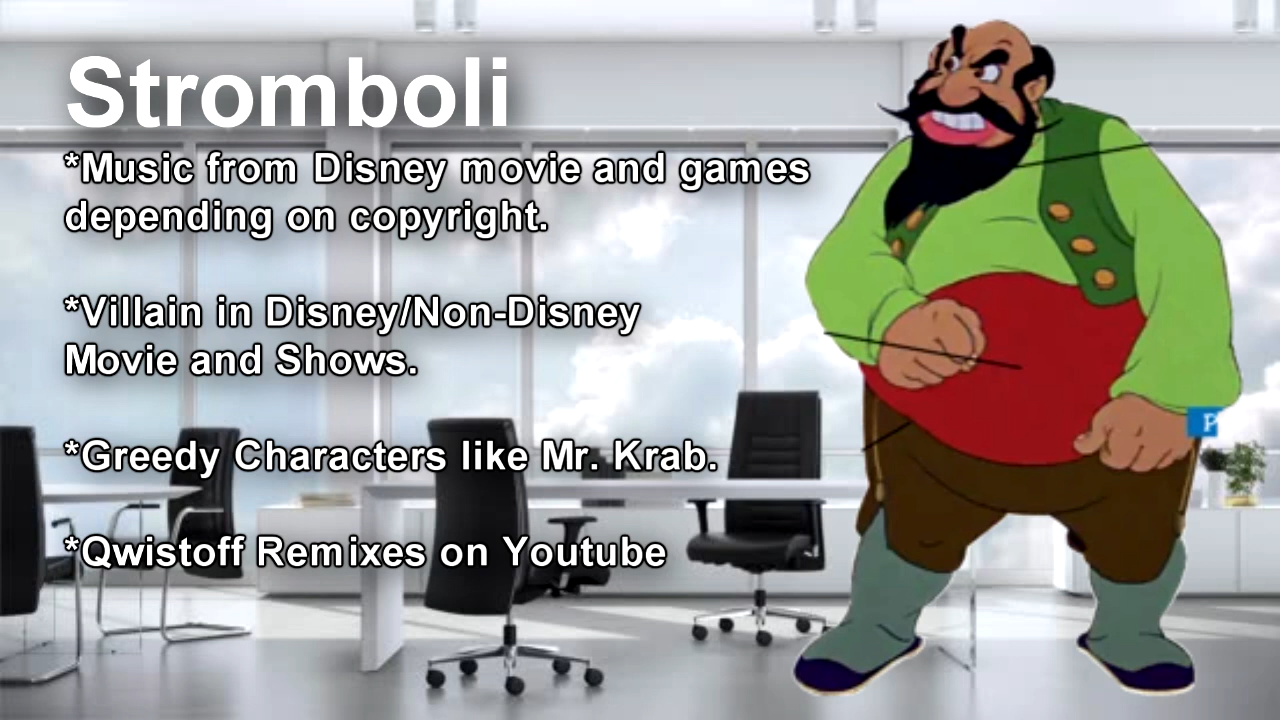 Stromboli
*Music from Disney movie and games
depending on copyright.
*Villain in Disney/Non-Disney
Movie and Shows.
*Greedy Characters like Mr. Krab.
*Qwistoff Remixes on Youtube
P